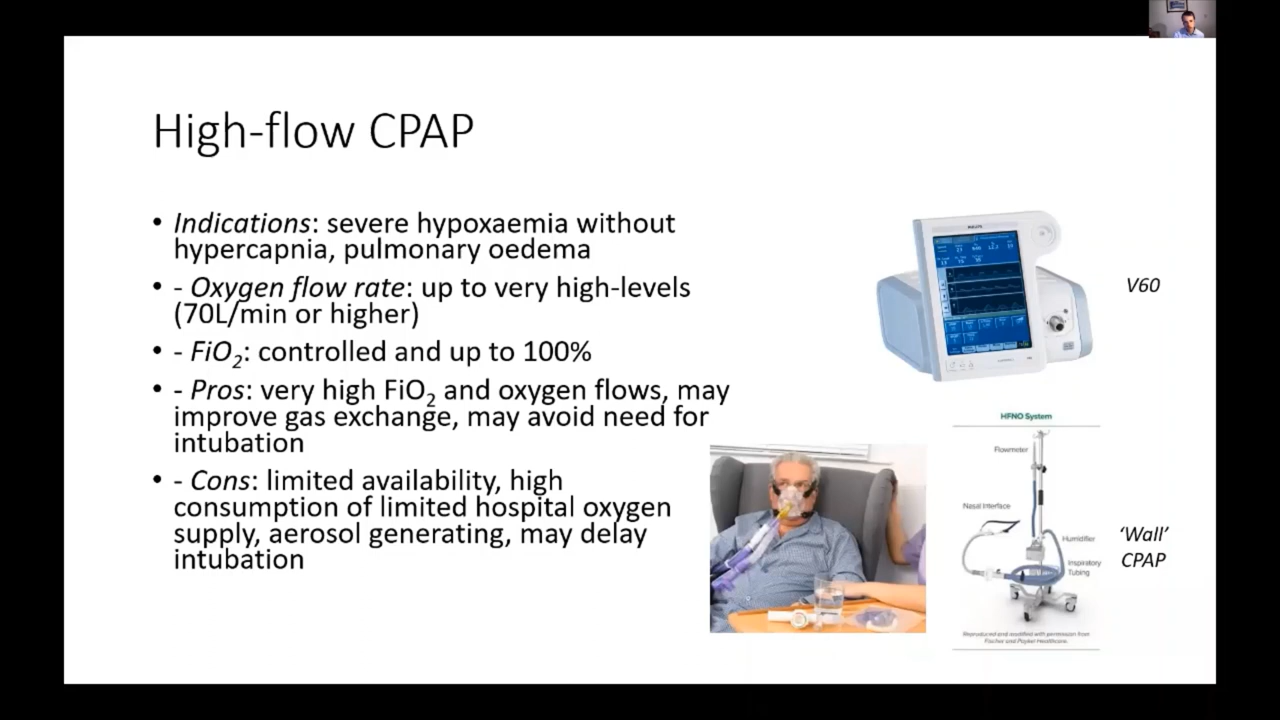 High-flow CPAP
• Indications: severe hypoxaemia without
hypercapnia, pulmonary oedema
• - Oxygen flow rate: up to very high-levels
(70L/min or higher)
• - FiO₂: controlled and up to 100%
• - Pros: very high FiO₂ and oxygen flows, may
improve gas exchange, may avoid need for
intubation
• - Cons: limited availability, high
consumption of limited hospital oxygen
supply, aerosol generating, may delay
intubation
PHILIPS
V60
HFNO System
Flowmeter
Nasal Interface
Humidifier
Inspiratory
Tubing
Reproduced and modified with permission from
Fischer and Paykel Healthcare.
‘Wall’
CPAP